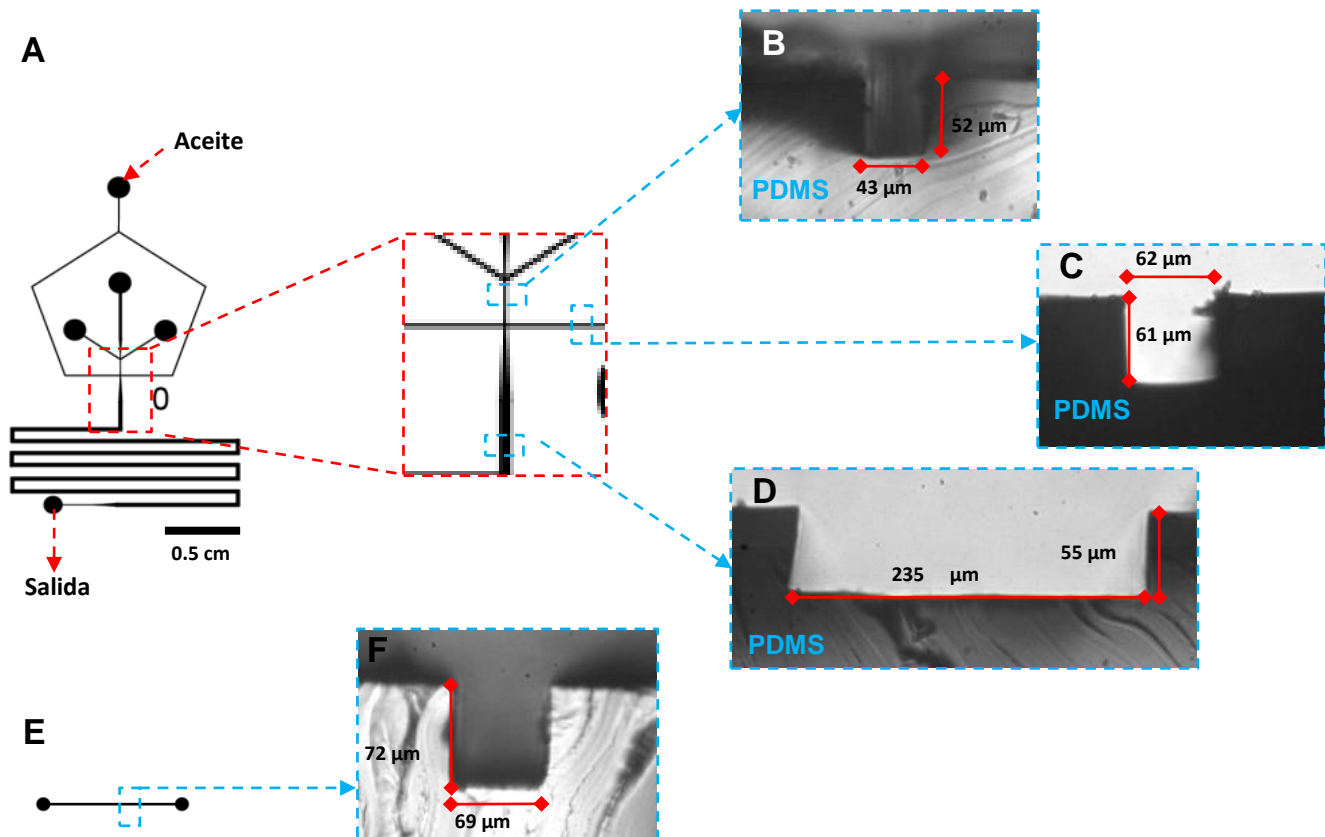 A
Aceite
0
0.5 cm
Salida
B
52 µm
43 µm
PDMS
C
62 µm
61 µm
PDMS
D
55 µm
235 µm
PDMS
E
F
72 µm
69 µm